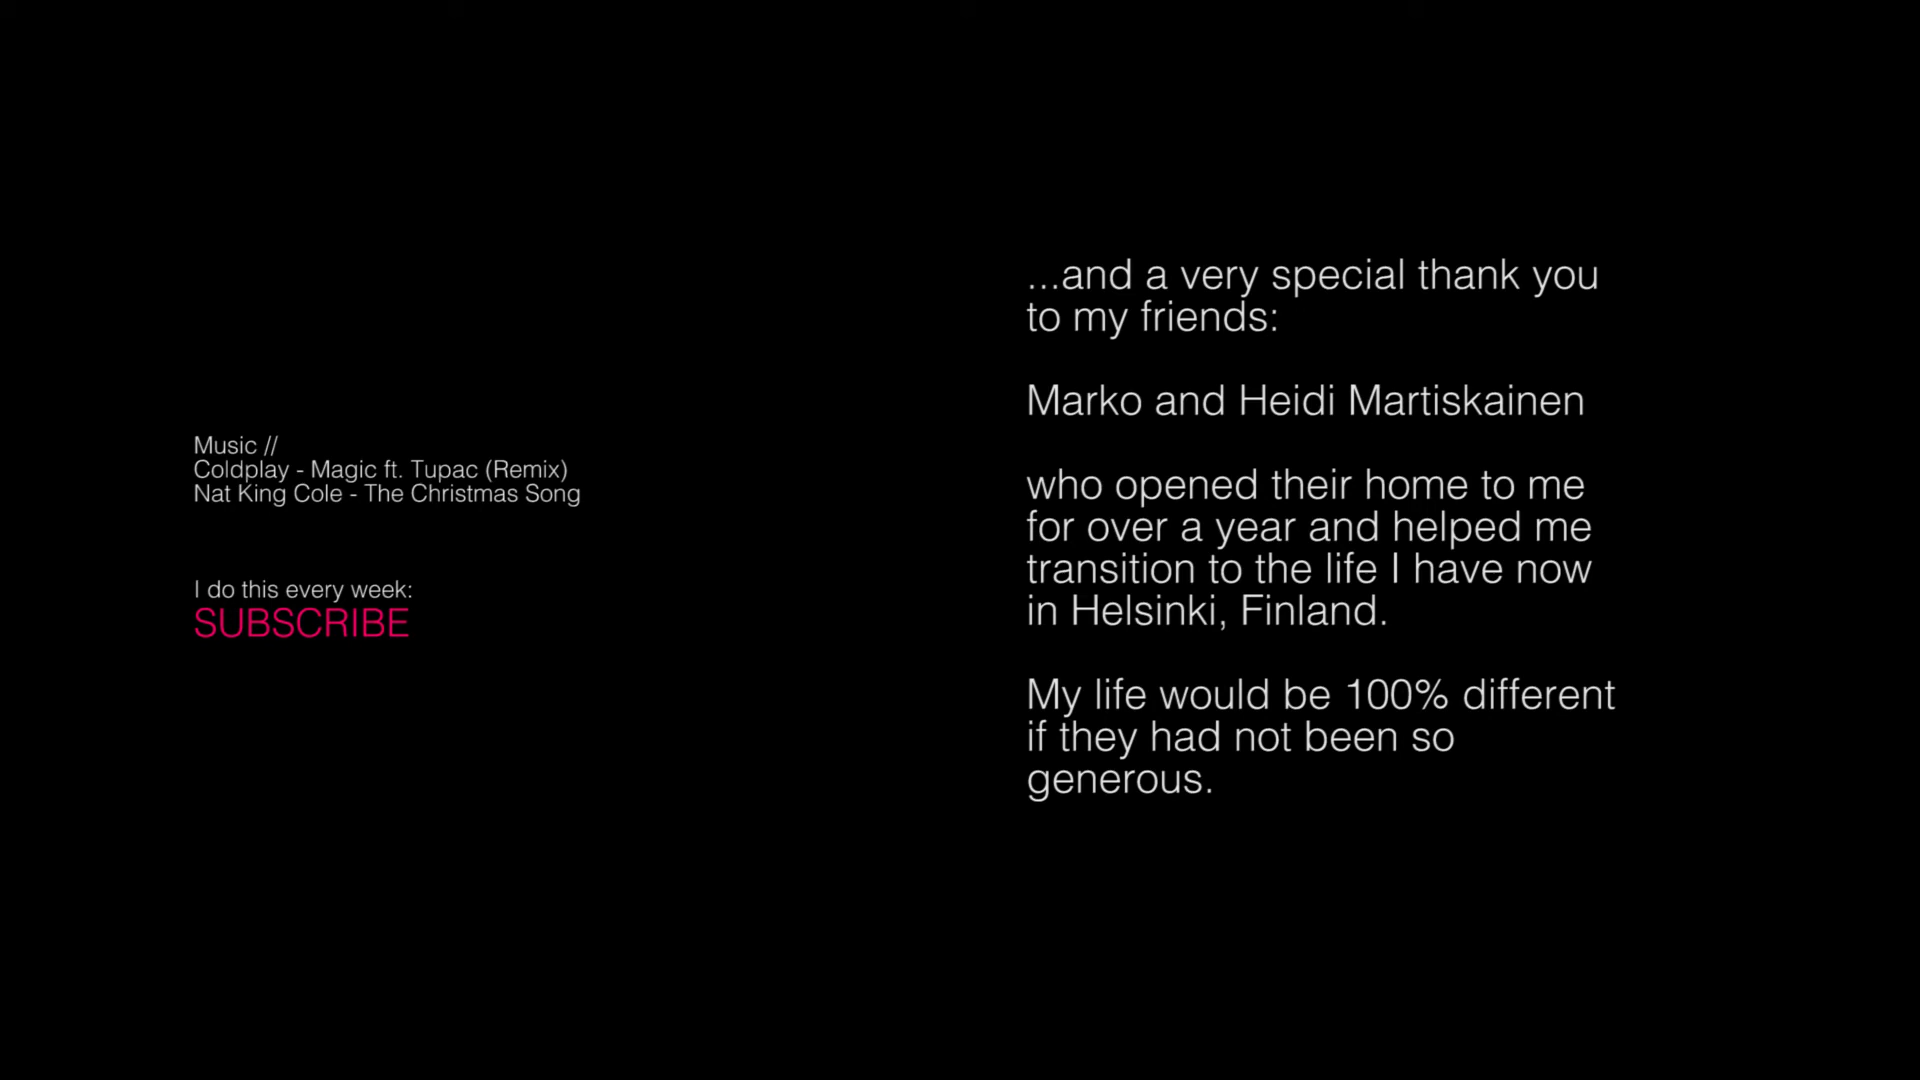 Music //
Coldplay - Magic ft. Tupac (Remix)
Nat King Cole - The Christmas Song
I do this every week:
SUBSCRIBE
...and a very special thank you
to my friends:
Marko and Heidi Martiskainen
who opened their home to me
for over a year and helped me
transition to the life I have now
in Helsinki, Finland.
My life would be 100% different
if they had not been so
generous.